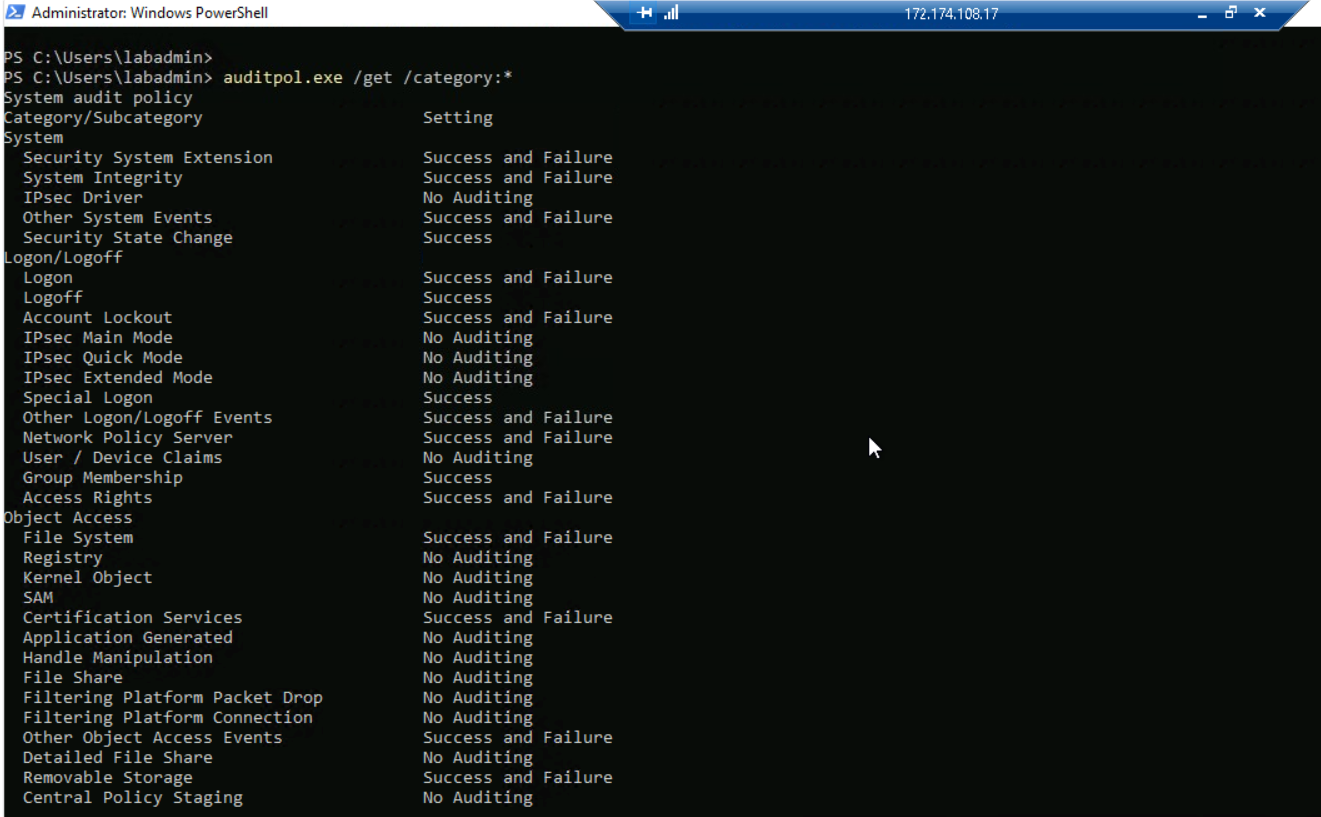 Administrator: Windows PowerShell
172.174.108.17
PS C:\Users\labadmin>
PS C:\Users\labadmin> auditpol.exe /get /category:*
System audit policy
Category/Subcategory Setting
System
Security System Extension Success and Failure
System Integrity Success and Failure
IPsec Driver No Auditing
Other System Events Success and Failure
Security State Change Success
Logon/Logoff
Logon Success and Failure
Logoff Success
Account Lockout Success and Failure
IPsec Main Mode No Auditing
IPsec Quick Mode No Auditing
IPsec Extended Mode No Auditing
Special Logon Success
Other Logon/Logoff Events Success and Failure
Network Policy Server Success and Failure
User / Device Claims No Auditing
Group Membership Success
Access Rights Success and Failure
Object Access
File System Success and Failure
Registry No Auditing
Kernel Object No Auditing
SAM No Auditing
Certification Services Success and Failure
Application Generated No Auditing
Handle Manipulation No Auditing
File Share No Auditing
Filtering Platform Packet Drop No Auditing
Filtering Platform Connection No Auditing
Other Object Access Events Success and Failure
Detailed File Share No Auditing
Removable Storage Success and Failure
Central Policy Staging No Auditing